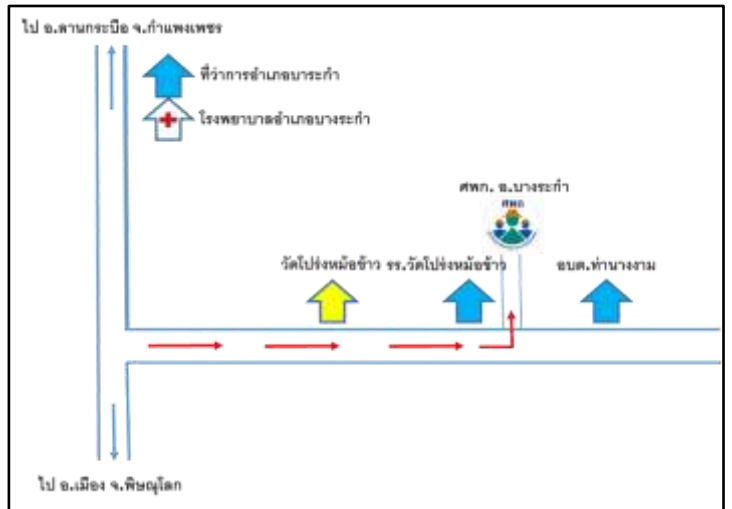 ไป อ.ลานกระบือ จ.กำแพงเพชร
ที่ว่าการอำเภอบาระกำ
โรงพยาบาลอำเภอบางระกำ
ศพก. อ.บางระกำ
ศพก
วัดโปร่งหม้อข้าว
รร.วัดโปร่งหม้อข้าว
อบต.ท่านางงาม
ไป อ.เมือง จ.พิษณุโลก